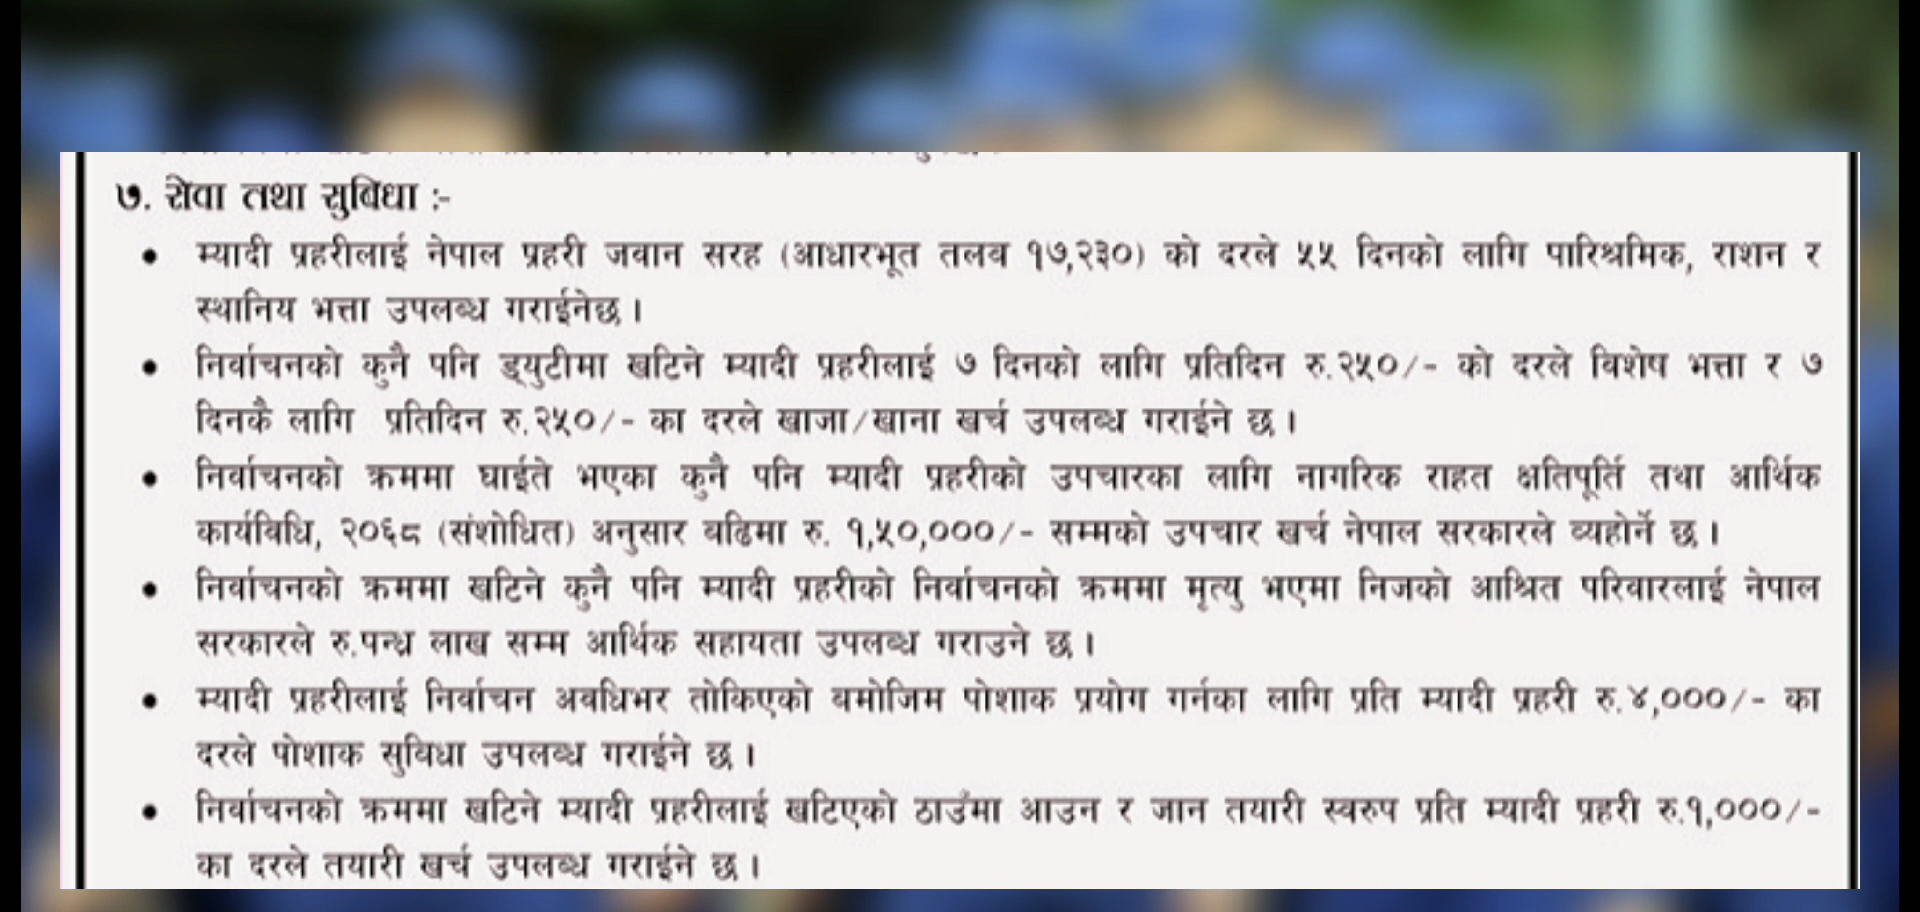 ७. सेवा तथा सुबिधा :-
• म्यादी प्रहरीलाई नेपाल प्रहरी जवान सरह (आधारभूत तलव १७,२३०) को दरले ५५ दिनको लागि पारिश्रमिक, राशन र
स्थानिय भत्ता उपलब्ध गराईनेछ ।
• निर्वाचनको कुनै पनि ड्युटीमा खटिने म्यादी प्रहरीलाई ७ दिनको लागि प्रतिदिन रु.२५०/- को दरले विशेष भत्ता र ७
दिनकै लागि प्रतिदिन रु.२५०/- का दरले खाजा/खाना खर्च उपलब्ध गराईने छ ।
• निर्वाचनको क्रममा घाईते भएका कुनै पनि म्यादी प्रहरीको उपचारका लागि नागरिक राहत क्षतिपूर्ति तथा आर्थिक
कार्यविधि, २०६८ (संशोधित) अनुसार बढिमा रु. १,५०,०००/- सम्मको उपचार खर्च नेपाल सरकारले व्यहोर्ने छ ।
• निर्वाचनको क्रममा खटिने कुनै पनि म्यादी प्रहरीको निर्वाचनको क्रममा मृत्यु भएमा निजको आश्रित परिवारलाई नेपाल
सरकारले रु.पन्ध्र लाख सम्म आर्थिक सहायता उपलब्ध गराउने छ ।
• म्यादी प्रहरीलाई निर्वाचन अवधिभर तोकिएको बमोजिम पोशाक प्रयोग गर्नका लागि प्रति म्यादी प्रहरी रु.४,०००/- का
दरले पोशाक सुविधा उपलब्ध गराईने छ ।
• निर्वाचनको क्रममा खटिने म्यादी प्रहरीलाई खटिएको ठाउँमा आउन र जान तयारी स्वरुप प्रति म्यादी प्रहरी रु.१,०००/-
का दरले तयारी खर्च उपलब्ध गराईने छ ।